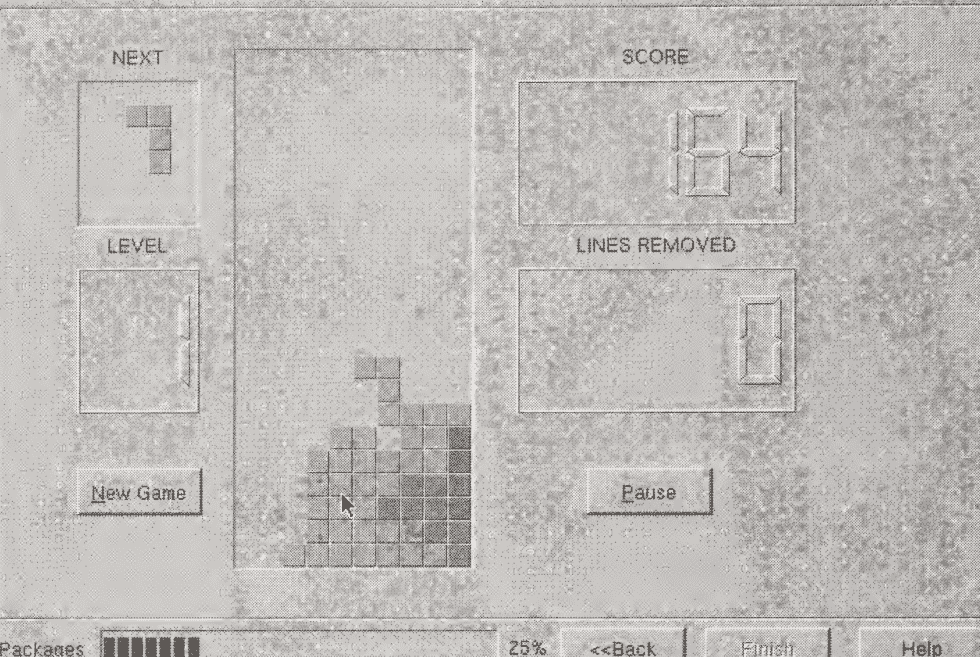 NEXT
SCORE
164
LEVEL
LINES REMOVED
1
0
New Game
Pause
Packages
25%
<<Back
Finish
Help